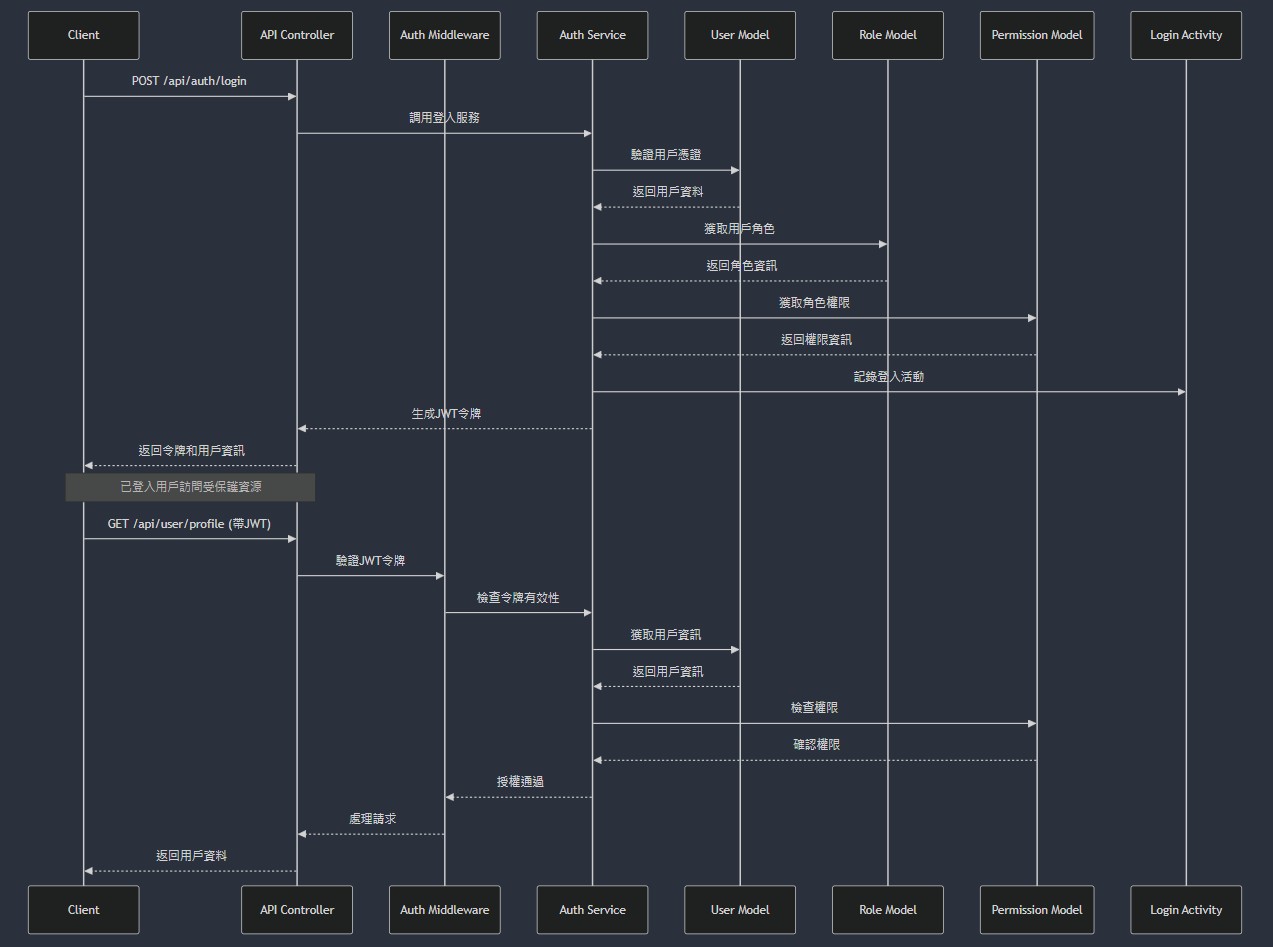 Client
API Controller
Auth Middleware
Auth Service
User Model
Role Model
Permission Model
Login Activity
POST /api/auth/login
調用登入服務
驗證用戶憑證
返回用戶資料
獲取用戶角色
返回角色資訊
獲取角色權限
返回權限資訊
記錄登入活動
生成JWT令牌
返回令牌和用戶資訊
已登入用戶訪問受保護資源
GET /api/user/profile (帶JWT)
驗證JWT令牌
檢查令牌有效性
獲取用戶資訊
返回用戶資訊
檢查權限
確認權限
授權通過
處理請求
返回用戶資料
Client
API Controller
Auth Middleware
Auth Service
User Model
Role Model
Permission Model
Login Activity